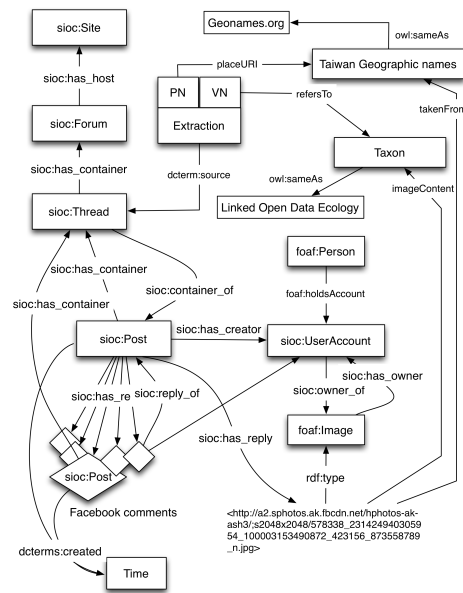 sioc:Site
Geonames.org
owl:sameAs
placeURI
Taiwan Geographic names
sioc:has_host
PN
VN
refersTo
takenFrom
Extraction
sioc:Forum
Taxon
sioc:has_container
dcterm:source
owl:sameAs
imageContent
sioc:Thread
Linked Open Data Ecology
foaf:Person
sioc:has_container
sioc:container_of
foaf:holdsAccount
sioc:has_container
sioc:Post
sioc:has_creator
sioc:UserAccount
sioc:has_owner
sioc:owner_of
sioc:has_re
sioc:reply_of
sioc:has_reply
foaf:Image
sioc:Post
rdf:type
Facebook comments
<http://a2.sphotos.ak.fbcdn.net/hphotos-ak-
ash3/;s2048x2048/578338_2314249403059
54_100003153490872_423156_873558789
_n.jpg>
dcterms:created
Time